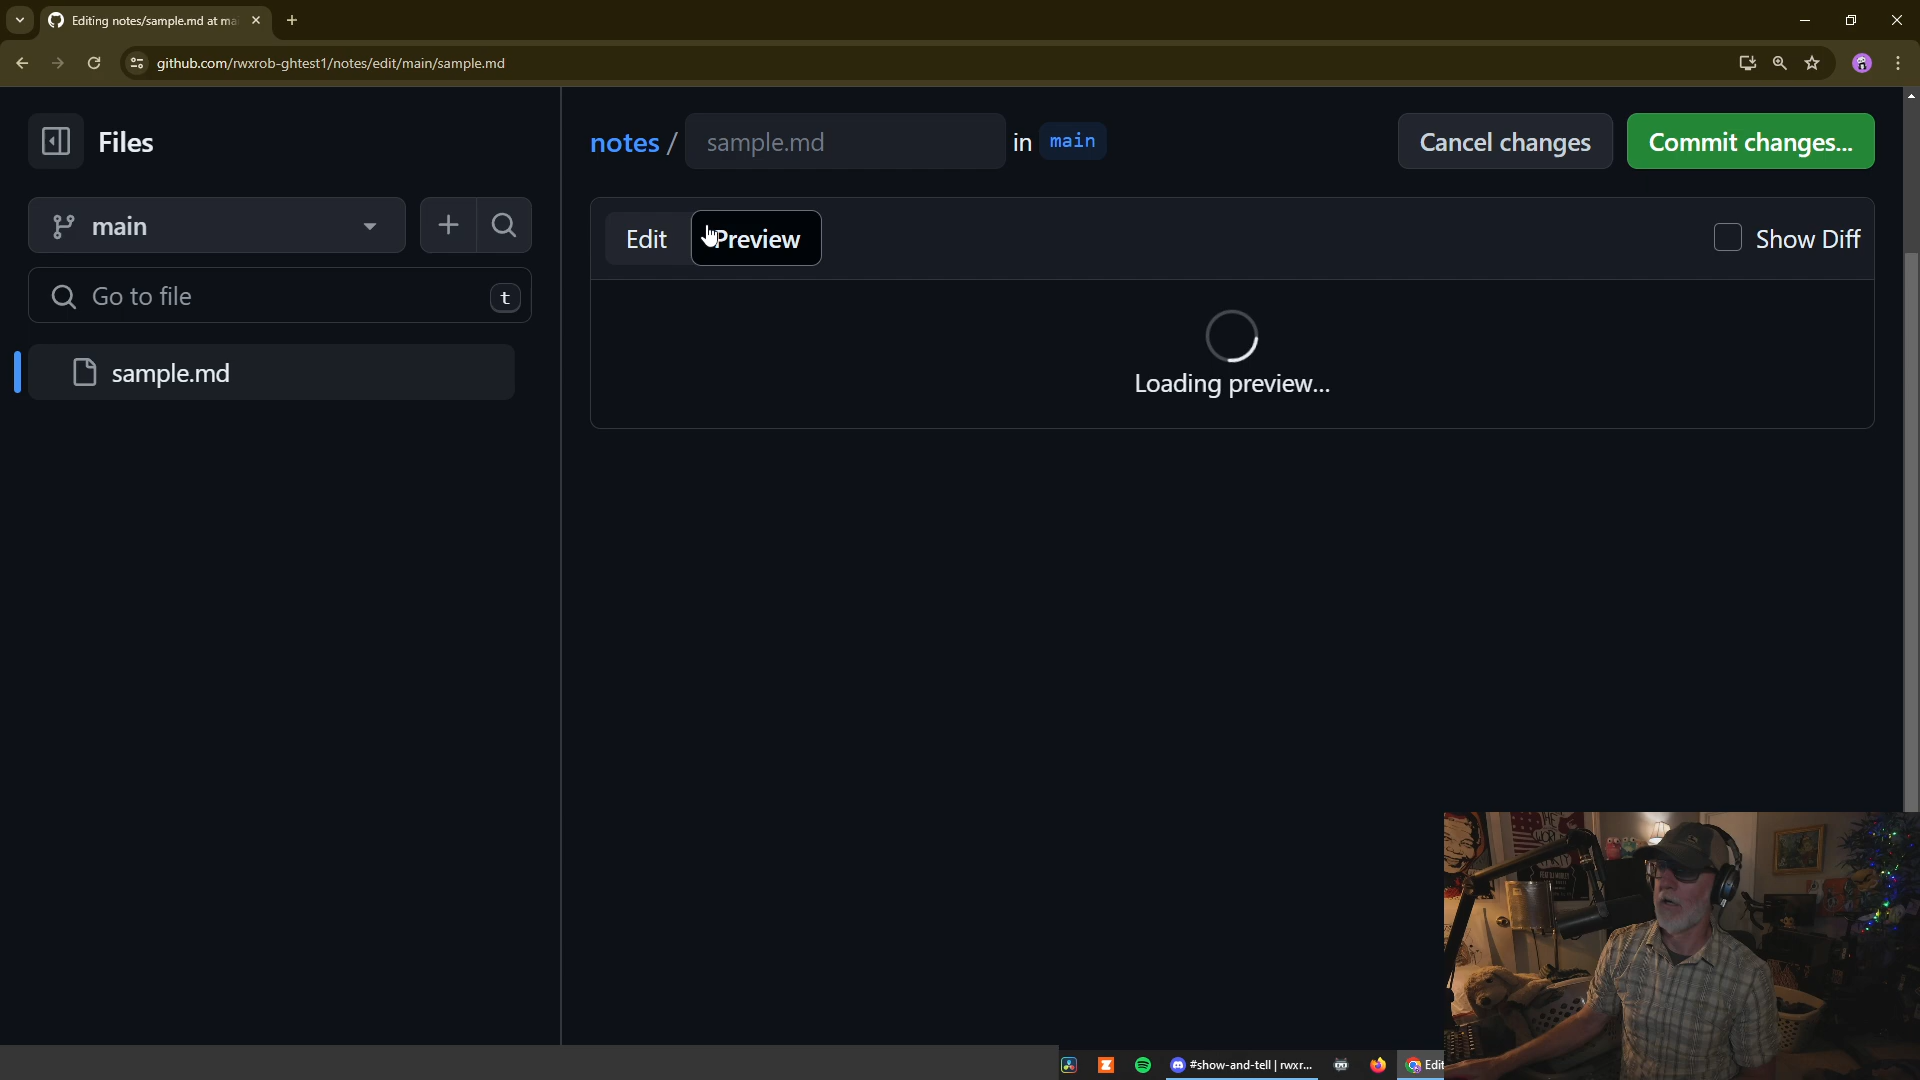 Editing notes/sample.md at ma
github.com/rwxrob-ghtest1/notes/edit/main/sample.md
Files
notes / sample.md in main
Cancel changes
Commit changes...
main
Edit
Preview
Show Diff
Go to file
t
Loading preview...
sample.md
#show-and-tell | rwxr...
Edit